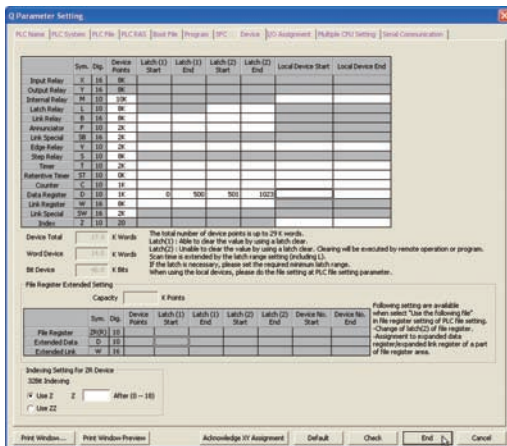 Q Parameter Setting
PLC Name PLC System PLC File PLC RAS Boot File Program SFC Device I/O Assignment Multiple CPU Setting Serial Communication
Sym. Dig. Device Points Latch (1) Start Latch (1) End Latch (2) Start Latch (2) End Local Device Start Local Device End
Input Relay X 16 8K
Output Relay Y 16 8K
Internal Relay M 10 10K
Latch Relay L 10 8K
Link Relay B 16 8K
Annunciator F 10 2K
Link Special SB 16 2K
Edge Relay V 10 2K
Step Relay S 10 8K
Timer T 10 2K
Retentive Timer ST 10 0K
Counter C 10 1K
Data Register D 10 1K 0 500 501 1023
Link Register W 16 8K
Link Special SW 16 2K
Index Z 10 20
Device Total K Words
Word Device K Words
Bit Device K Bits
The total number of device points is up to 29 K words.
Latch(1) : Able to clear the value by using a latch clear.
Latch(2) : Unable to clear the value by using a latch clear. Clearing will be executed by remote operation or program.
Scan time is extended by the latch range setting (including L).
If the latch is necessary, please set the required minimum latch range.
When using the local devices, please do the file setting at PLC file setting parameter.
File Register Extended Setting
Capacity K Points
Sym. Dig. Device Points Latch (1) Start Latch (1) End Latch (2) Start Latch (2) End Device No. Start Device No. End
File Register ZR(R) 10
Extended Data D 10
Extended Link W 16
Following setting are available
when select "Use the following file"
in file register setting of PLC file setting.
-Change of latch(2) of file register.
-Assignment to expanded data
register/expanded link register of a part
of file register area.
Indexing Setting for ZR Device
32Bit Indexing
Use Z Z After (0 -- 18)
Use ZZ
Print Window... Print Window Preview Acknowledge XY Assignment Default Check End Cancel